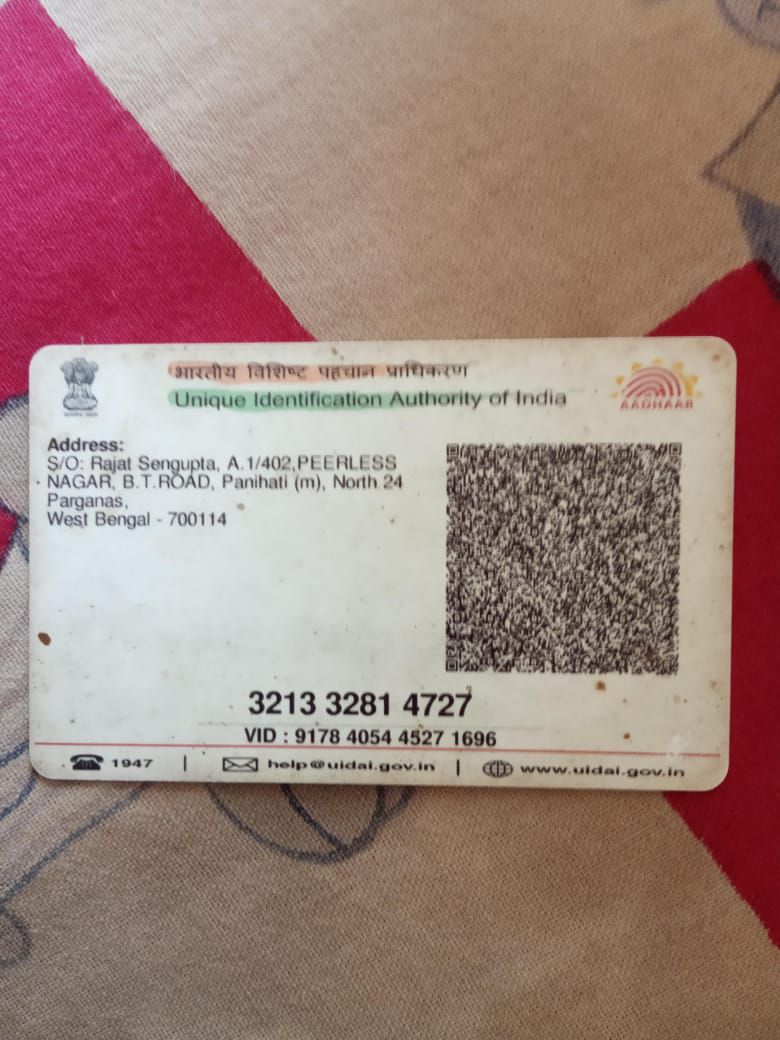 भारतीय विशिष्ट पहचान प्राधिकरण
Unique Identification Authority of India
AADHAAR
Address:
S/O: Rajat Sengupta, A.1/402,PEERLESS
NAGAR, B.T.ROAD, Panihati (m), North 24
Parganas,
West Bengal - 700114
3213 3281 4727
VID : 9178 4054 4527 1696
1947 | help@uidai.gov.in | www.uidai.gov.in